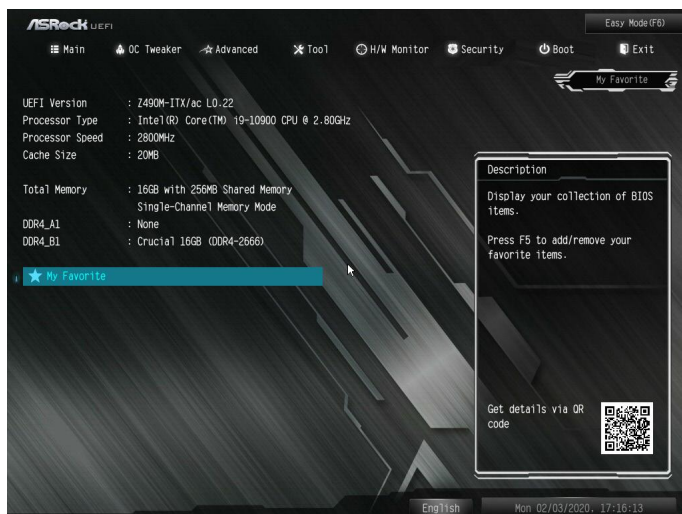 ASRock UEFI
Easy Mode(F6)
Main OC Tweaker Advanced Tool H/W Monitor Security Boot Exit
My Favorite
UEFI Version : Z490M-ITX/ac L0.22
Processor Type : Intel(R) Core(TM) i9-10900 CPU @ 2.80GHz
Processor Speed : 2800MHz
Cache Size : 20MB
Total Memory : 16GB with 256MB Shared Memory
Single-Channel Memory Mode
DDR4_A1 : None
DDR4_B1 : Crucial 16GB (DDR4-2666)
My Favorite
Description
Display your collection of BIOS
items.
Press F5 to add/remove your
favorite items.
Get details via QR
code
English
Mon 02/03/2020. 17:16:13